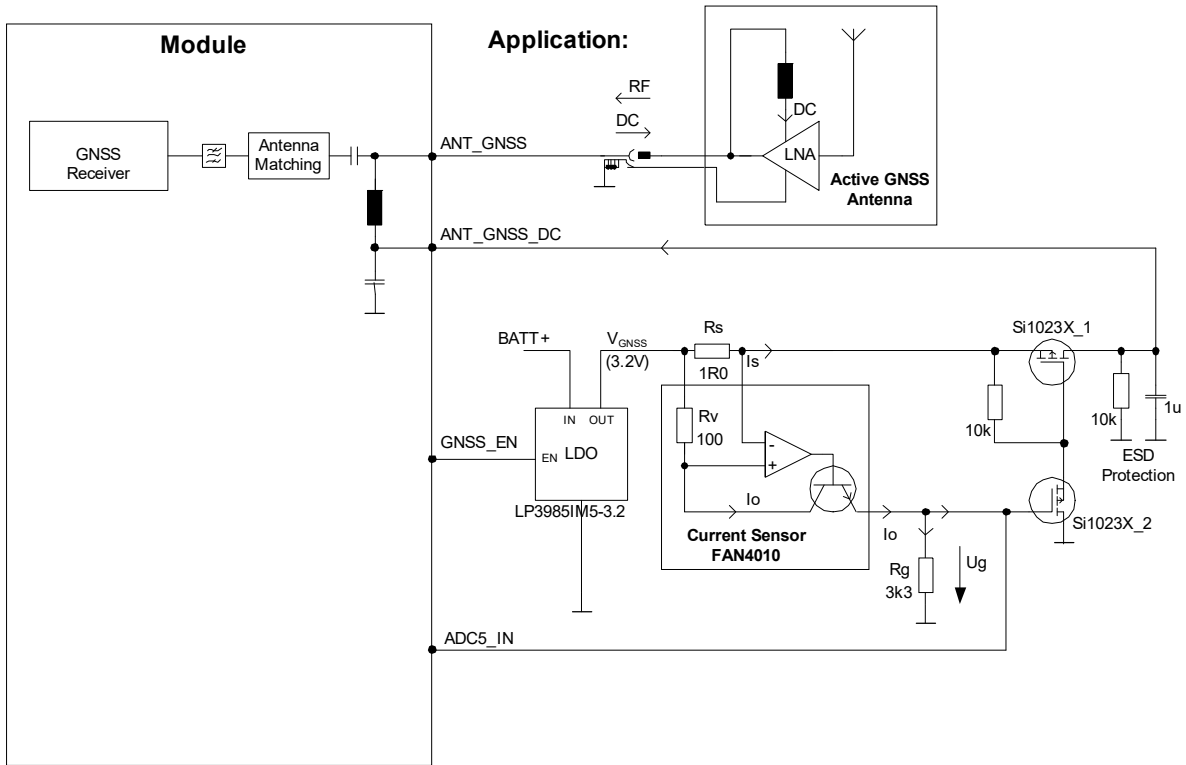 Module
Application:
GNSS
Receiver
Antenna
Matching
ANT_GNSS
RF
DC
DC
LNA
Active GNSS
Antenna
ANT_GNSS_DC
BATT+
VGNSS
(3.2V)
Rs
1R0
Is
Si1023X_1
IN
OUT
EN
LDO
GNSS_EN
LP3985IM5-3.2
Rv
100
-
+
Io
Current Sensor
FAN4010
Io
Rg
3k3
Ug
10k
10k
1u
ESD
Protection
Si1023X_2
ADC5_IN